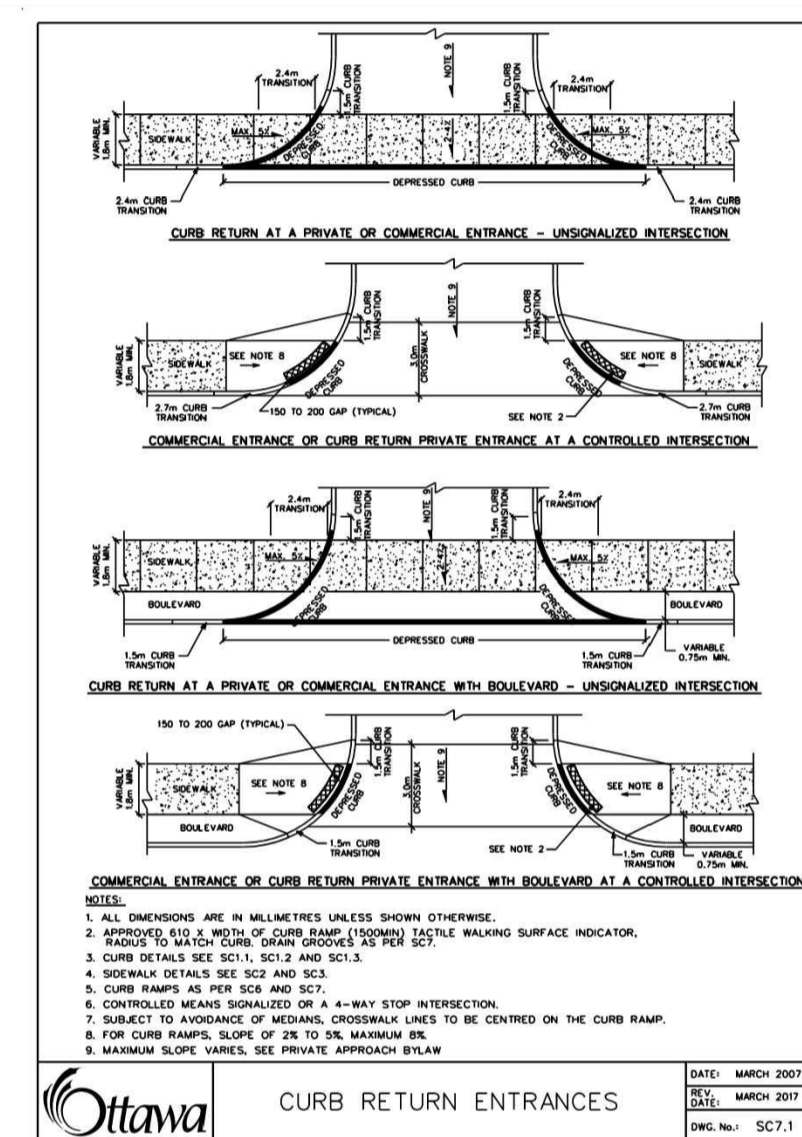 2.4m
TRANSITION
1.5m CURB
TRANSITION
NOTE 9
1.5m CURB
TRANSITION
2.4m
TRANSITION
VARIABLE
1.8m MIN.
SIDEWALK
MAX. 5%
DEPRESSED
CURB
2-4%
DEPRESSED
CURB
MAX. 5%
DEPRESSED CURB
2.4m CURB
TRANSITION
2.4m CURB
TRANSITION
CURB RETURN AT A PRIVATE OR COMMERCIAL ENTRANCE - UNSIGNALIZED INTERSECTION
1.5m CURB
TRANSITION
NOTE 9
1.5m CURB
TRANSITION
VARIABLE
1.8m MIN.
SIDEWALK
SEE NOTE 8
DEPRESSED
CURB
3.0m
CROSSWALK
DEPRESSED
CURB
SEE NOTE 8
SIDEWALK
2.7m CURB
TRANSITION
150 TO 200 GAP (TYPICAL)
SEE NOTE 2
2.7m CURB
TRANSITION
COMMERCIAL ENTRANCE OR CURB RETURN PRIVATE ENTRANCE AT A CONTROLLED INTERSECTION
2.4m
TRANSITION
1.5m CURB
TRANSITION
NOTE 9
1.5m CURB
TRANSITION
2.4m
TRANSITION
VARIABLE
1.8m MIN.
SIDEWALK
MAX. 5%
2-4%
MAX. 5%
BOULEVARD
DEPRESSED
CURB
DEPRESSED
CURB
BOULEVARD
DEPRESSED CURB
1.5m CURB
TRANSITION
1.5m CURB
TRANSITION
VARIABLE
0.75m MIN.
CURB RETURN AT A PRIVATE OR COMMERCIAL ENTRANCE WITH BOULEVARD - UNSIGNALIZED INTERSECTION
150 TO 200 GAP (TYPICAL)
1.5m CURB
TRANSITION
NOTE 9
1.5m CURB
TRANSITION
VARIABLE
1.8m MIN.
SIDEWALK
SEE NOTE 8
DEPRESSED
CURB
3.0m
CROSSWALK
DEPRESSED
CURB
SEE NOTE 8
BOULEVARD
BOULEVARD
1.5m CURB
TRANSITION
SEE NOTE 2
1.5m CURB
TRANSITION
VARIABLE
0.75m MIN.
COMMERCIAL ENTRANCE OR CURB RETURN PRIVATE ENTRANCE WITH BOULEVARD AT A CONTROLLED INTERSECTION
NOTES:
1. ALL DIMENSIONS ARE IN MILLIMETRES UNLESS SHOWN OTHERWISE.
2. APPROVED 610 X WIDTH OF CURB RAMP (1500MIN) TACTILE WALKING SURFACE INDICATOR,
RADIUS TO MATCH CURB. DRAIN GROOVES AS PER SC7.
3. CURB DETAILS SEE SC1.1, SC1.2 AND SC1.3.
4. SIDEWALK DETAILS SEE SC2 AND SC3.
5. CURB RAMPS AS PER SC6 AND SC7.
6. CONTROLLED MEANS SIGNALIZED OR A 4-WAY STOP INTERSECTION.
7. SUBJECT TO AVOIDANCE OF MEDIANS, CROSSWALK LINES TO BE CENTRED ON THE CURB RAMP.
8. FOR CURB RAMPS, SLOPE OF 2% TO 5%, MAXIMUM 8%.
9. MAXIMUM SLOPE VARIES, SEE PRIVATE APPROACH BYLAW
Ottawa
CURB RETURN ENTRANCES
DATE: MARCH 2007
REV.
DATE: MARCH 2017
DWG. No.: SC7.1